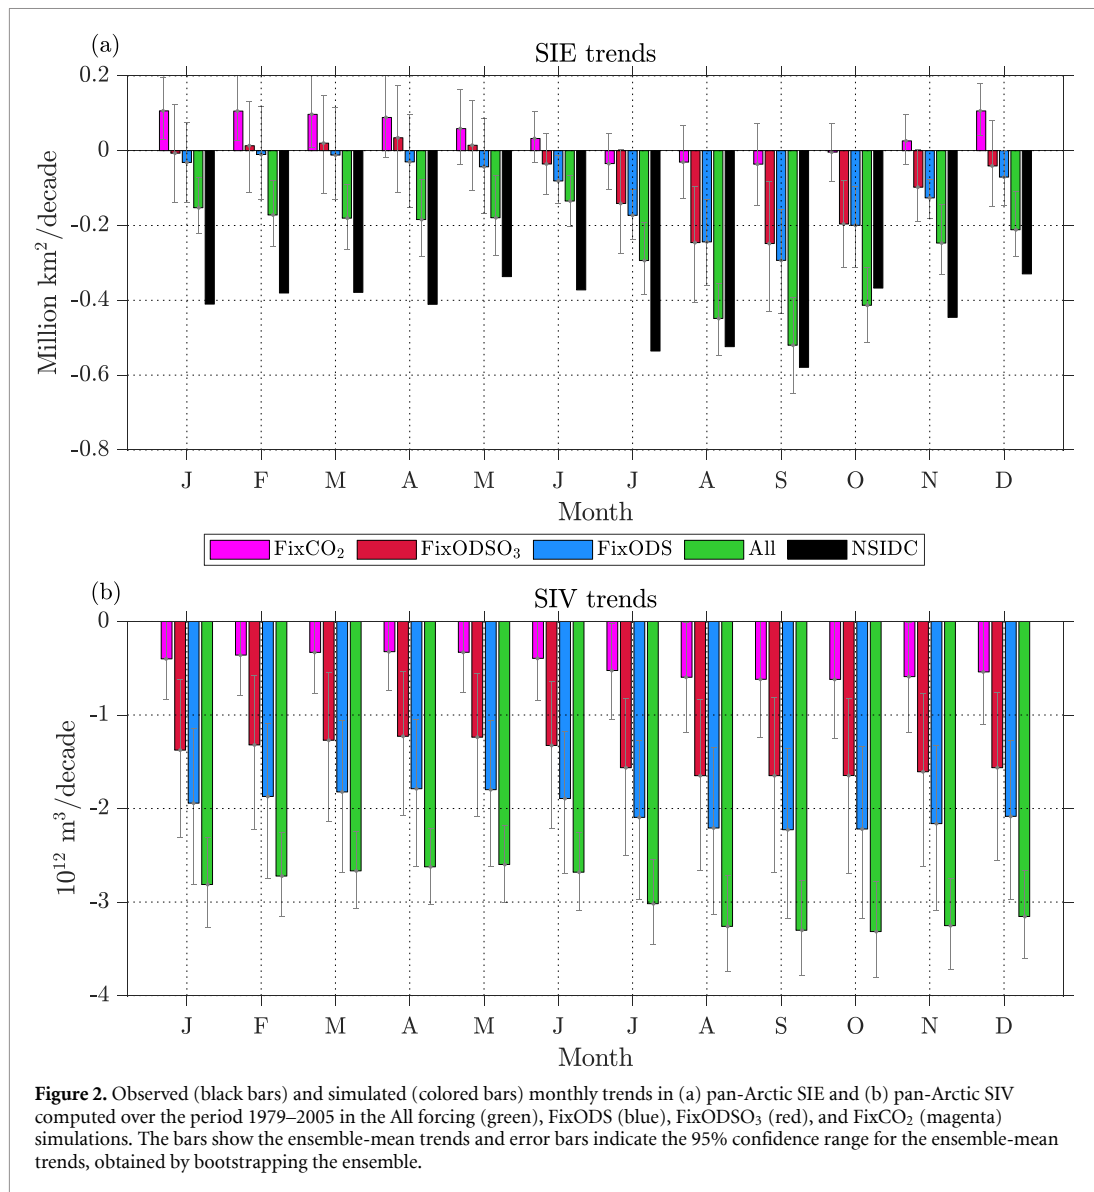 (a)
SIE trends
0.2
0
-0.2
-0.4
-0.6
-0.8
Million km²/decade
J F M A M J J A S O N D
Month
FixCO₂ FixODSO₃ FixODS All NSIDC
(b)
SIV trends
0
-1
-2
-3
-4
10¹² m³/decade
J F M A M J J A S O N D
Month
Figure 2. Observed (black bars) and simulated (colored bars) monthly trends in (a) pan-Arctic SIE and (b) pan-Arctic SIV
computed over the period 1979–2005 in the All forcing (green), FixODS (blue), FixODSO₃ (red), and FixCO₂ (magenta)
simulations. The bars show the ensemble-mean trends and error bars indicate the 95% confidence range for the ensemble-mean
trends, obtained by bootstrapping the ensemble.